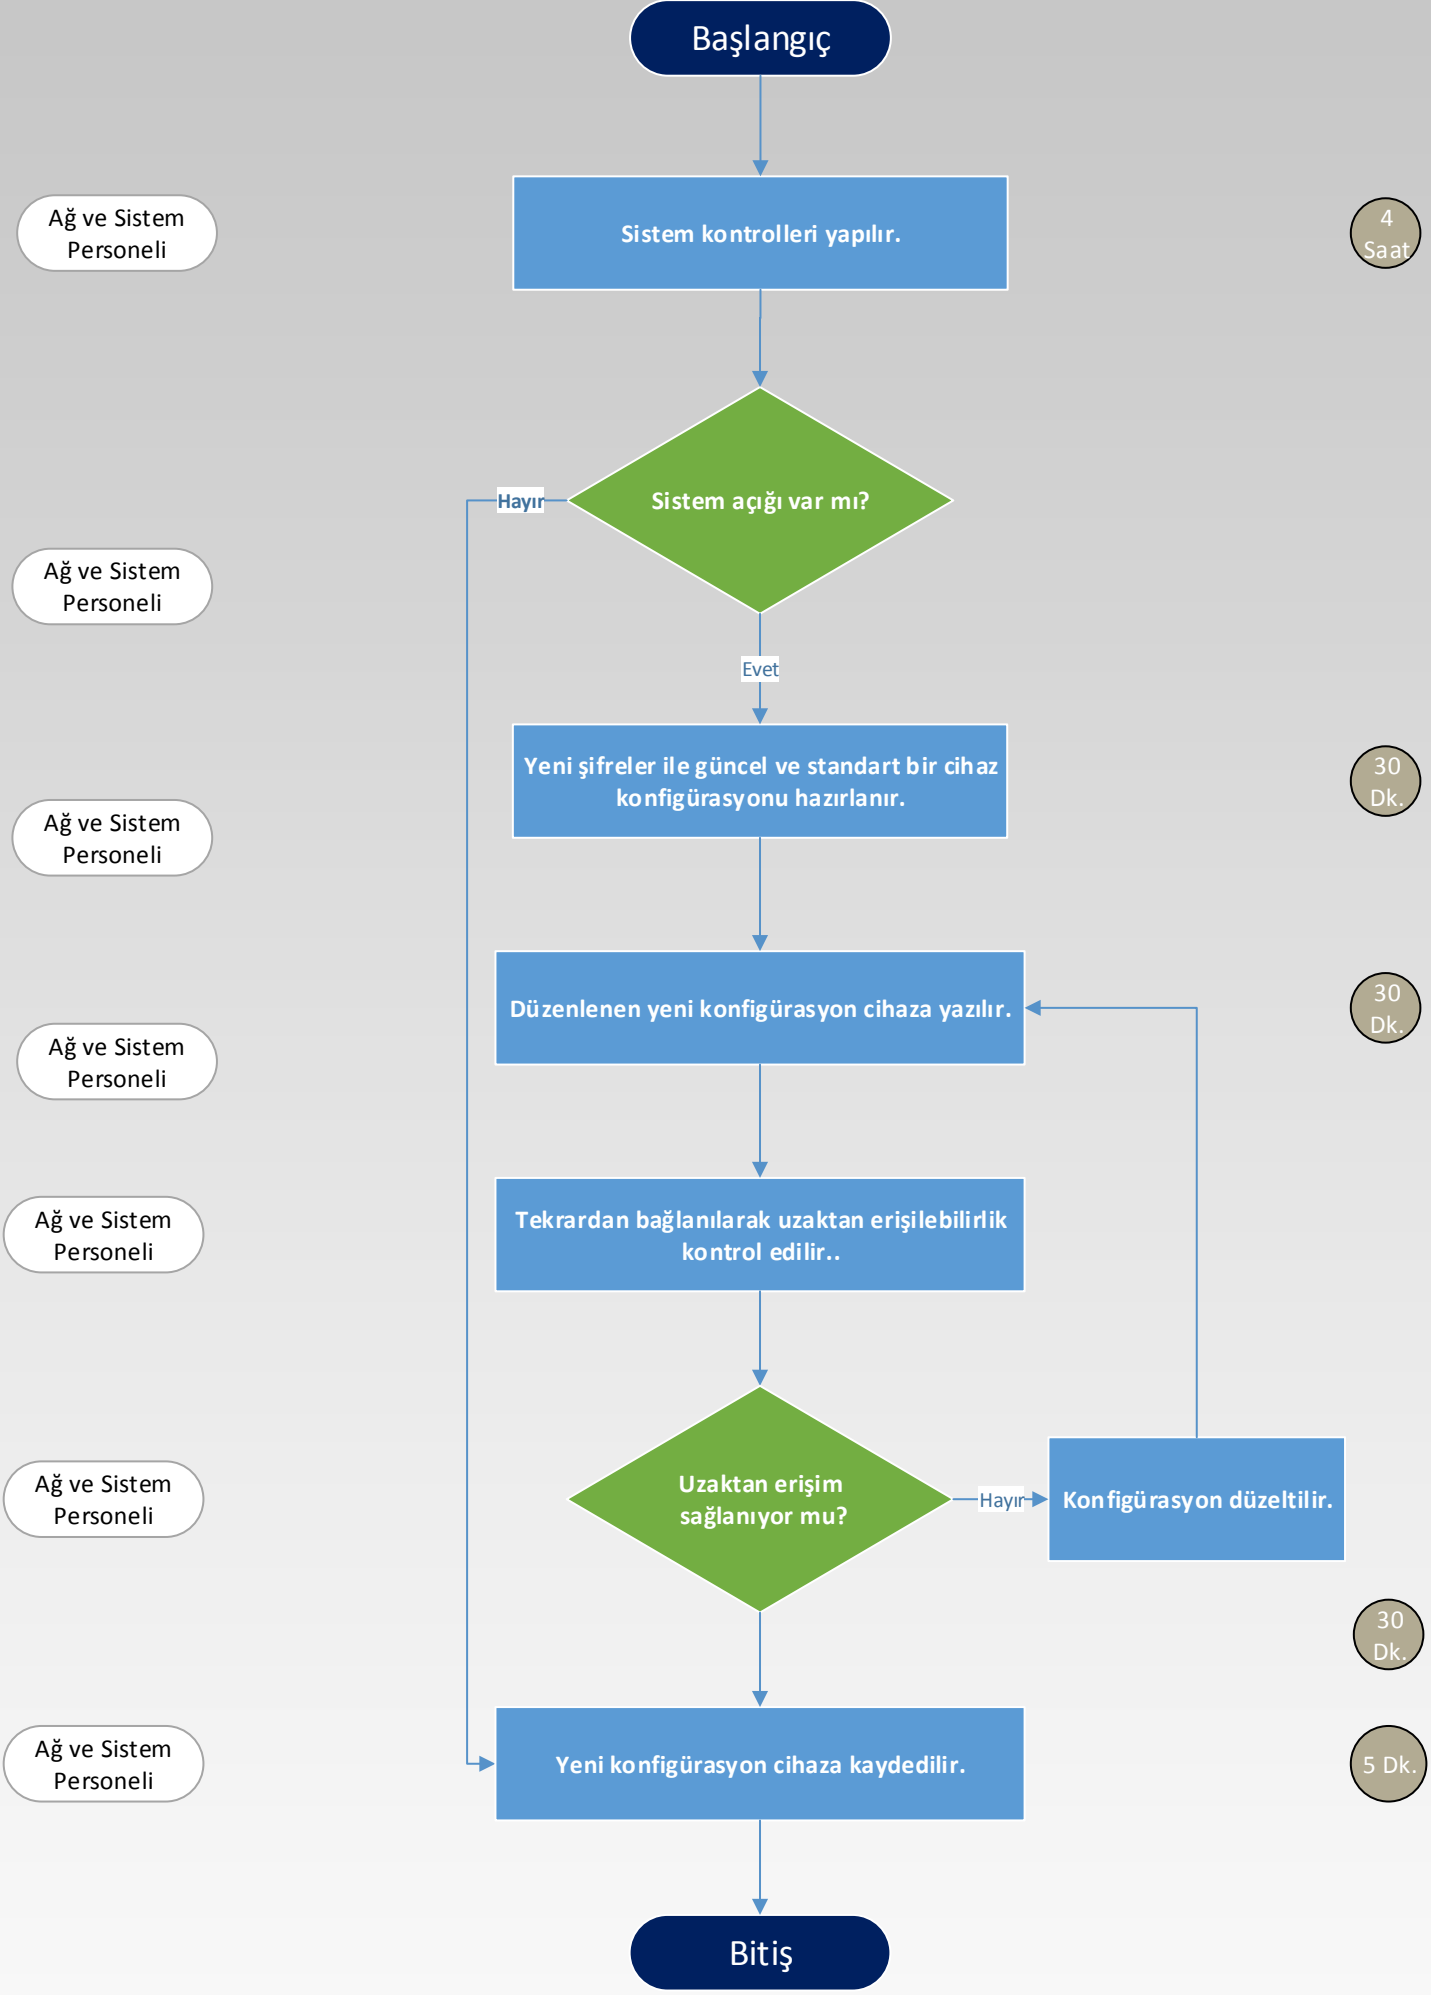 Başlangıç
Ağ ve Sistem
Personeli
Sistem kontrolleri yapılır.
4
Saat
Hayır
Sistem açığı var mı?
Ağ ve Sistem
Personeli
Evet
Yeni şifreler ile güncel ve standart bir cihaz
konfigürasyonu hazırlanır.
30
Dk.
Ağ ve Sistem
Personeli
Düzenlenen yeni konfigürasyon cihaza yazılır.
30
Dk.
Ağ ve Sistem
Personeli
Tekrardan bağlanılarak uzaktan erişilebilirlik
kontrol edilir..
Ağ ve Sistem
Personeli
Ağ ve Sistem
Personeli
Uzaktan erişim
sağlanıyor mu?
Hayır
Konfigürasyon düzeltilir.
30
Dk.
Ağ ve Sistem
Personeli
Yeni konfigürasyon cihaza kaydedilir.
5 Dk.
Bitiş